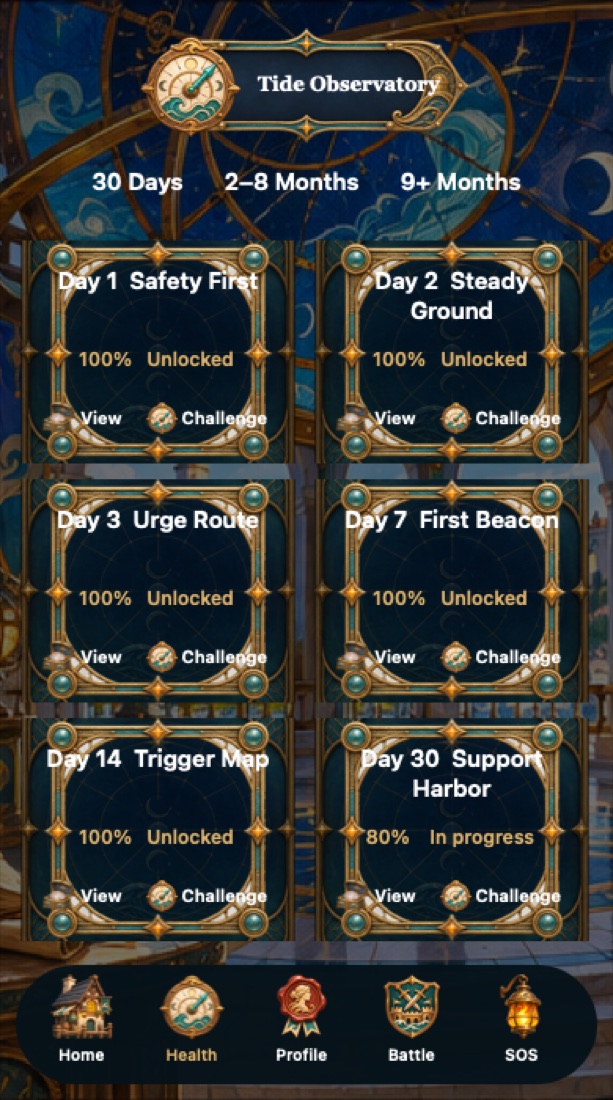 Tide Observatory
30 Days 2–8 Months 9+ Months
Day 1 Safety First
100% Unlocked
View Challenge
Day 2 Steady
Ground
100% Unlocked
View Challenge
Day 3 Urge Route
100% Unlocked
View Challenge
Day 7 First Beacon
100% Unlocked
View Challenge
Day 14 Trigger Map
100% Unlocked
View Challenge
Day 30 Support
Harbor
80% In progress
View Challenge
Home Health Profile Battle SOS